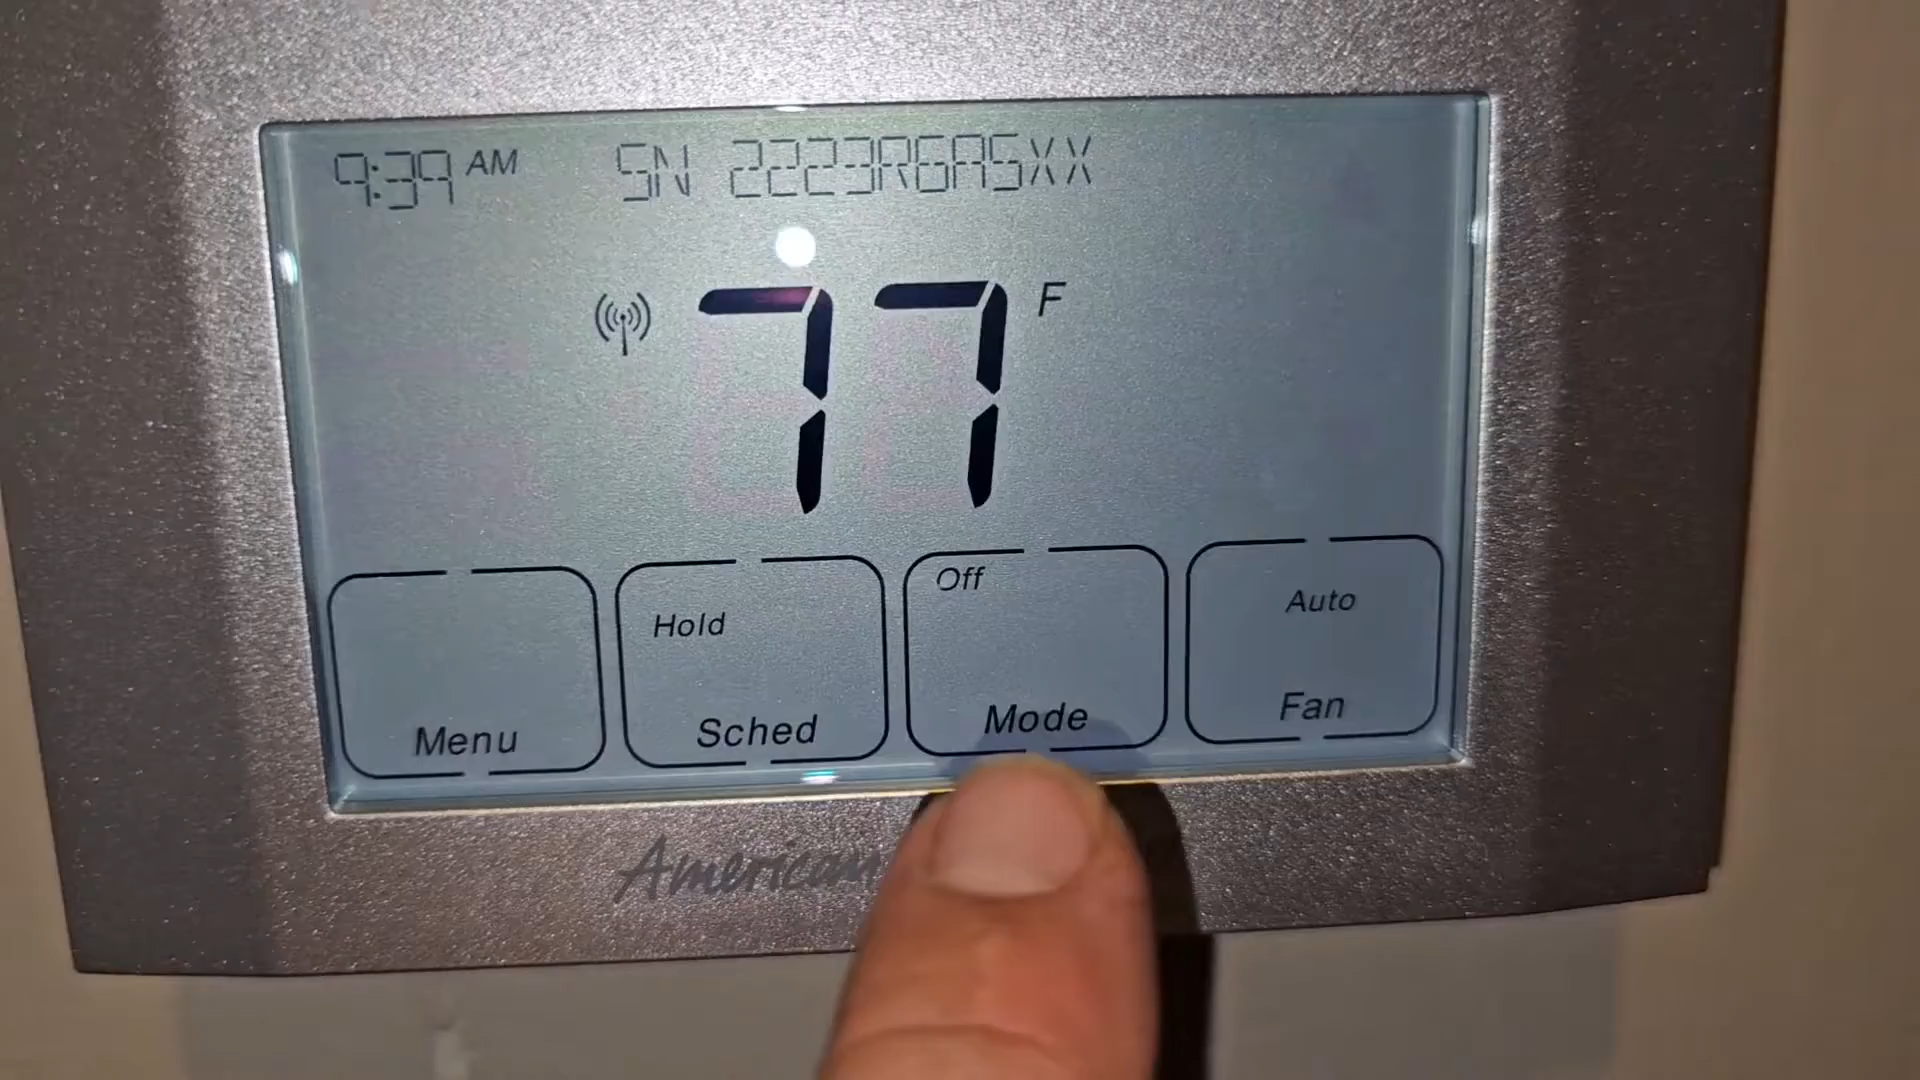 9:39 AM SN 2223R6A5XX
77 F
Hold Off Auto
Menu Sched Mode Fan
American